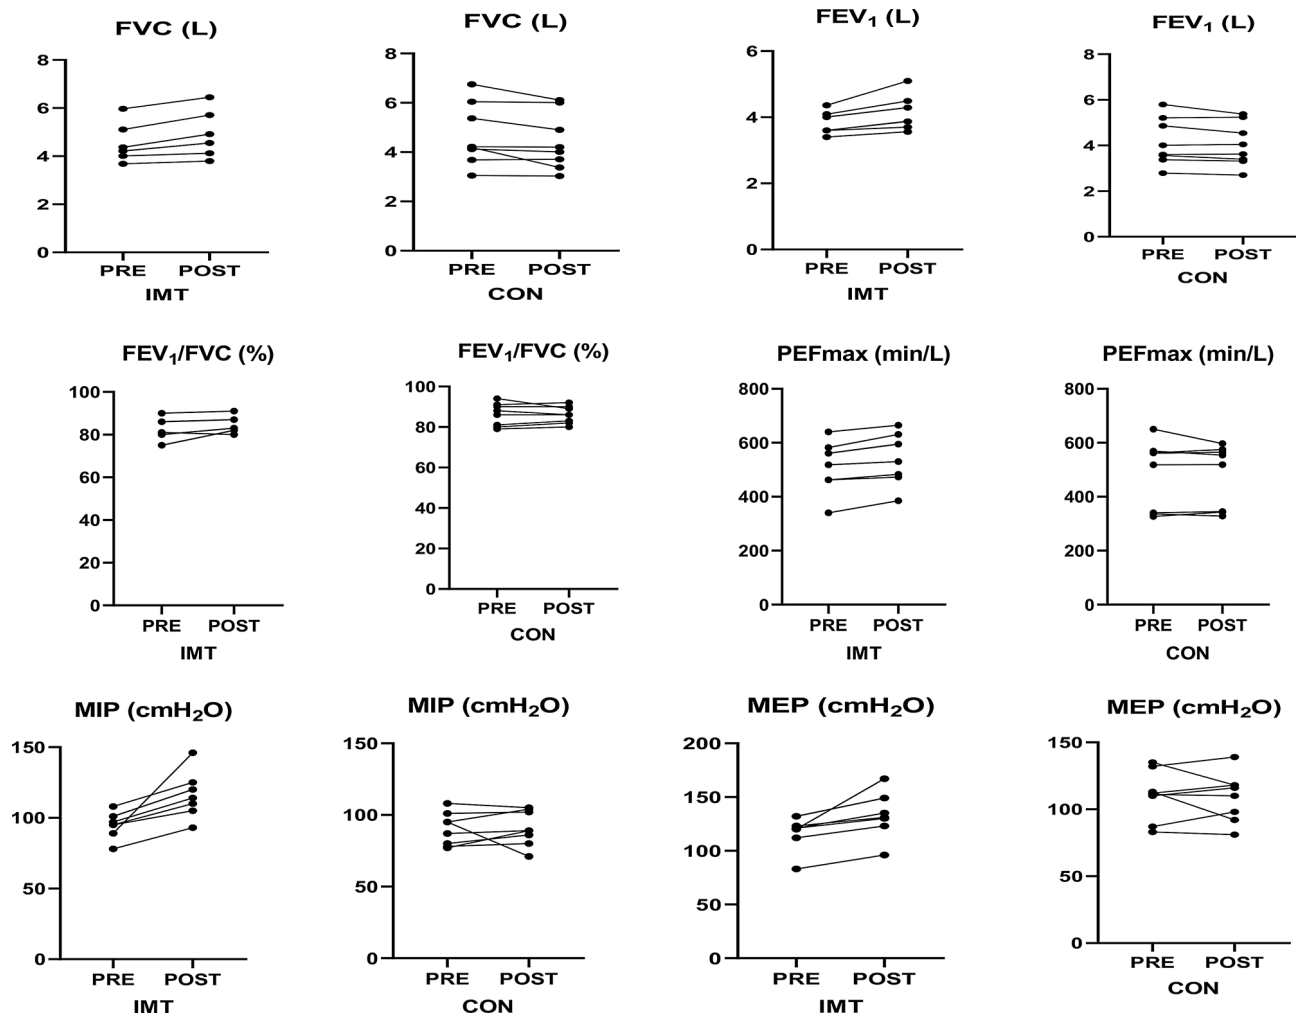 FVC (L)
8
6
4
2
0
PRE POST
IMT
FVC (L)
8
6
4
2
0
PRE POST
CON
FEV₁ (L)
6
4
2
0
PRE POST
IMT
FEV₁ (L)
8
6
4
2
0
PRE POST
CON
FEV₁/FVC (%)
100
80
60
40
20
0
PRE POST
IMT
FEV₁/FVC (%)
100
80
60
40
20
0
PRE POST
CON
PEFmax (min/L)
800
600
400
200
0
PRE POST
IMT
PEFmax (min/L)
800
600
400
200
0
PRE POST
CON
MIP (cmH₂O)
150
100
50
0
PRE POST
IMT
MIP (cmH₂O)
150
100
50
0
PRE POST
CON
MEP (cmH₂O)
200
150
100
50
0
PRE POST
IMT
MEP (cmH₂O)
150
100
50
0
PRE POST
CON